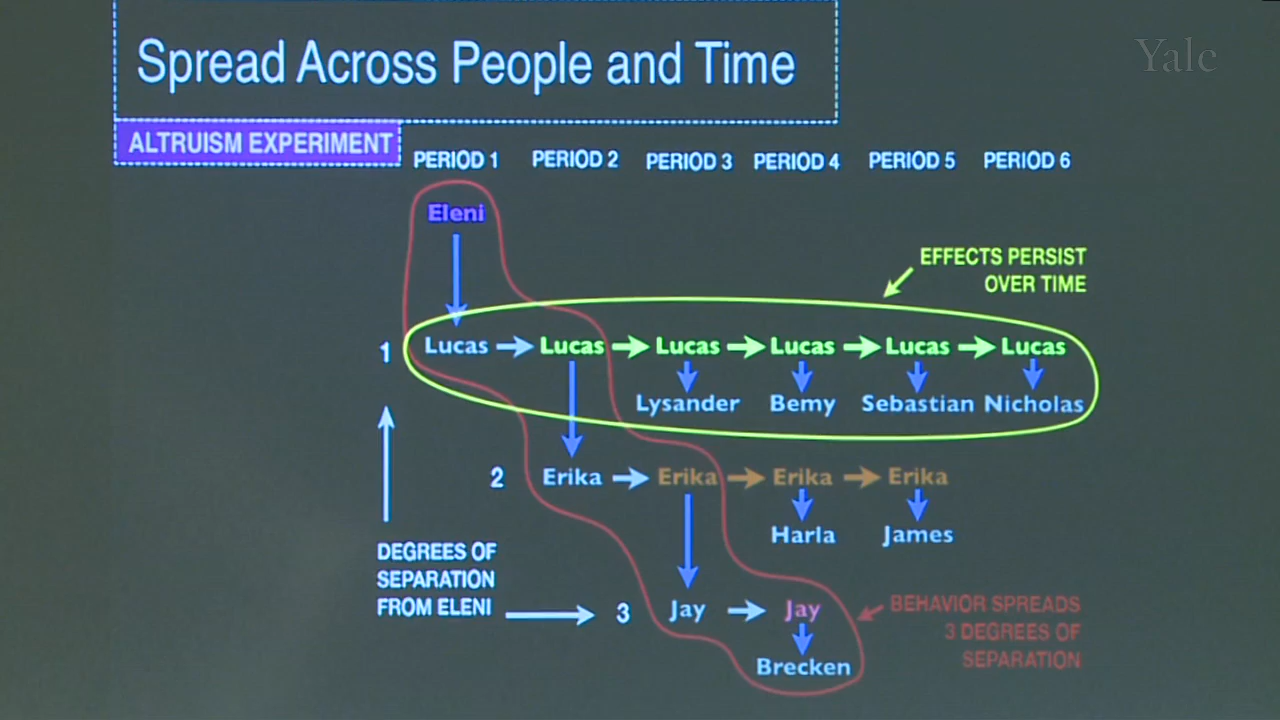 Spread Across People and Time
Yale
ALTRUISM EXPERIMENT
PERIOD 1 PERIOD 2 PERIOD 3 PERIOD 4 PERIOD 5 PERIOD 6
Eleni
EFFECTS PERSIST
OVER TIME
1 Lucas Lucas Lucas Lucas Lucas Lucas
Lysander Bemy Sebastian Nicholas
2 Erika Erika Erika Erika
Harla James
DEGREES OF
SEPARATION
FROM ELENI
3 Jay Jay
Brecken
BEHAVIOR SPREADS
3 DEGREES OF
SEPARATION